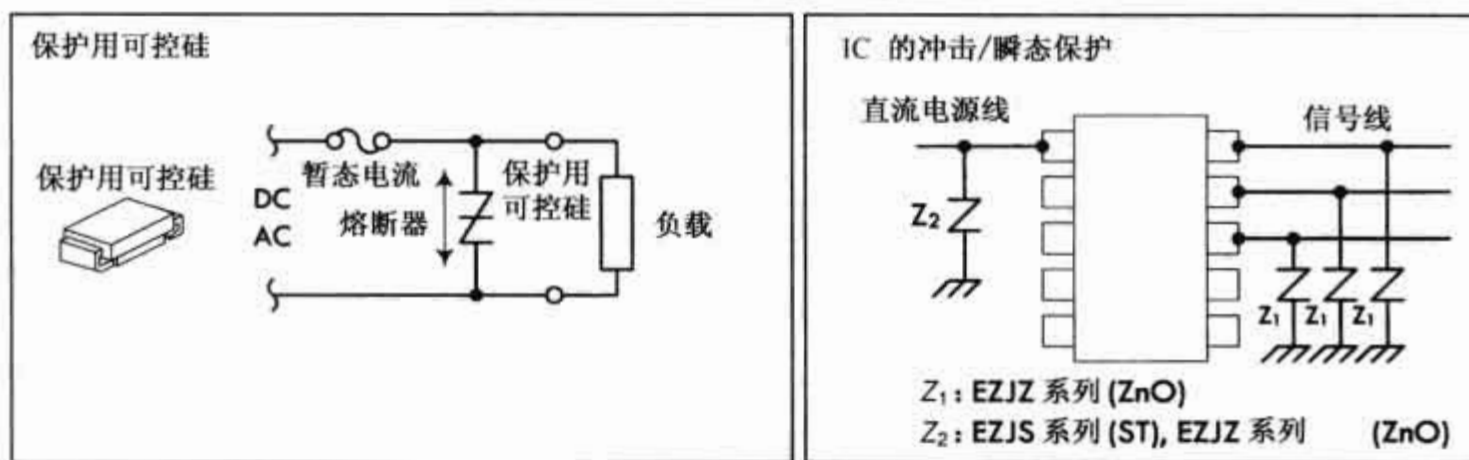 保护用可控硅
保护用可控硅
DC
AC
暂态电流
熔断器
保护用
可控硅
负载
IC 的冲击/瞬态保护
直流电源线
信号线
Z₂
Z₁ Z₁ Z₁
Z₁ : EZJZ 系列 (ZnO)
Z₂ : EZJS 系列 (ST), EZJZ 系列 (ZnO)